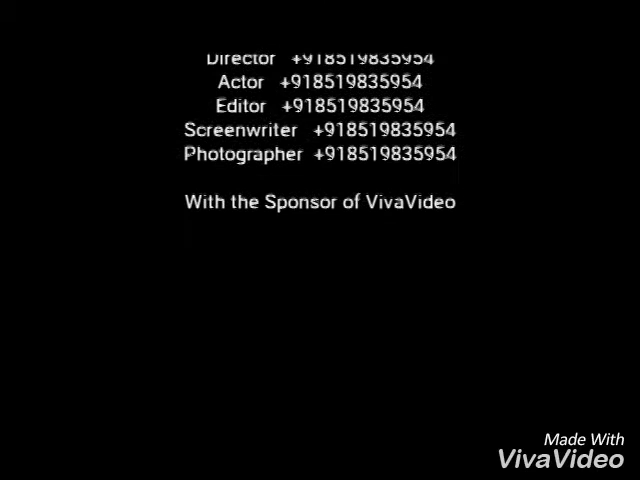 Director +918519835954
Actor +918519835954
Editor +918519835954
Screenwriter +918519835954
Photographer +918519835954
With the Sponsor of VivaVideo
Made With
VivaVideo